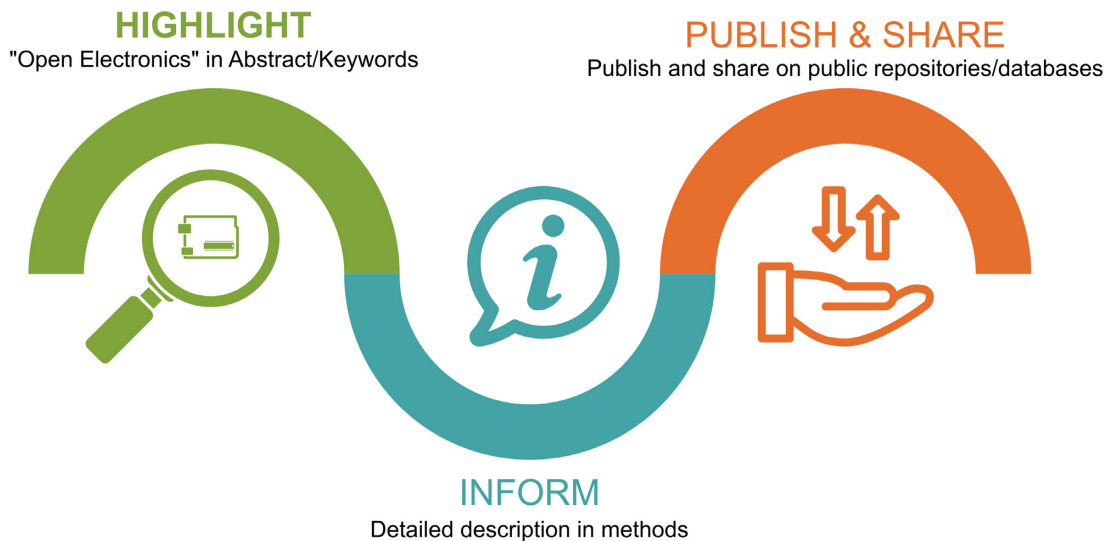 HIGHLIGHT
"Open Electronics" in Abstract/Keywords
PUBLISH & SHARE
Publish and share on public repositories/databases
INFORM
Detailed description in methods